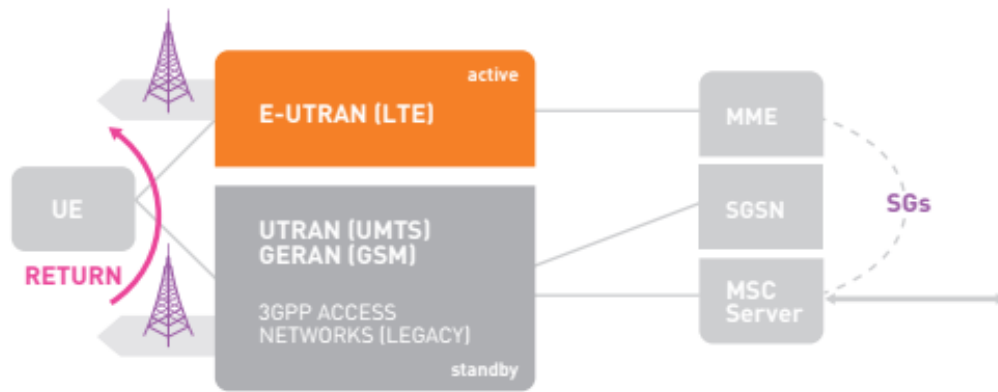 active
E-UTRAN (LTE)
MME
UE
SGSN
SGs
UTRAN (UMTS)
GERAN (GSM)
RETURN
3GPP ACCESS
NETWORKS (LEGACY)
MSC
Server
standby